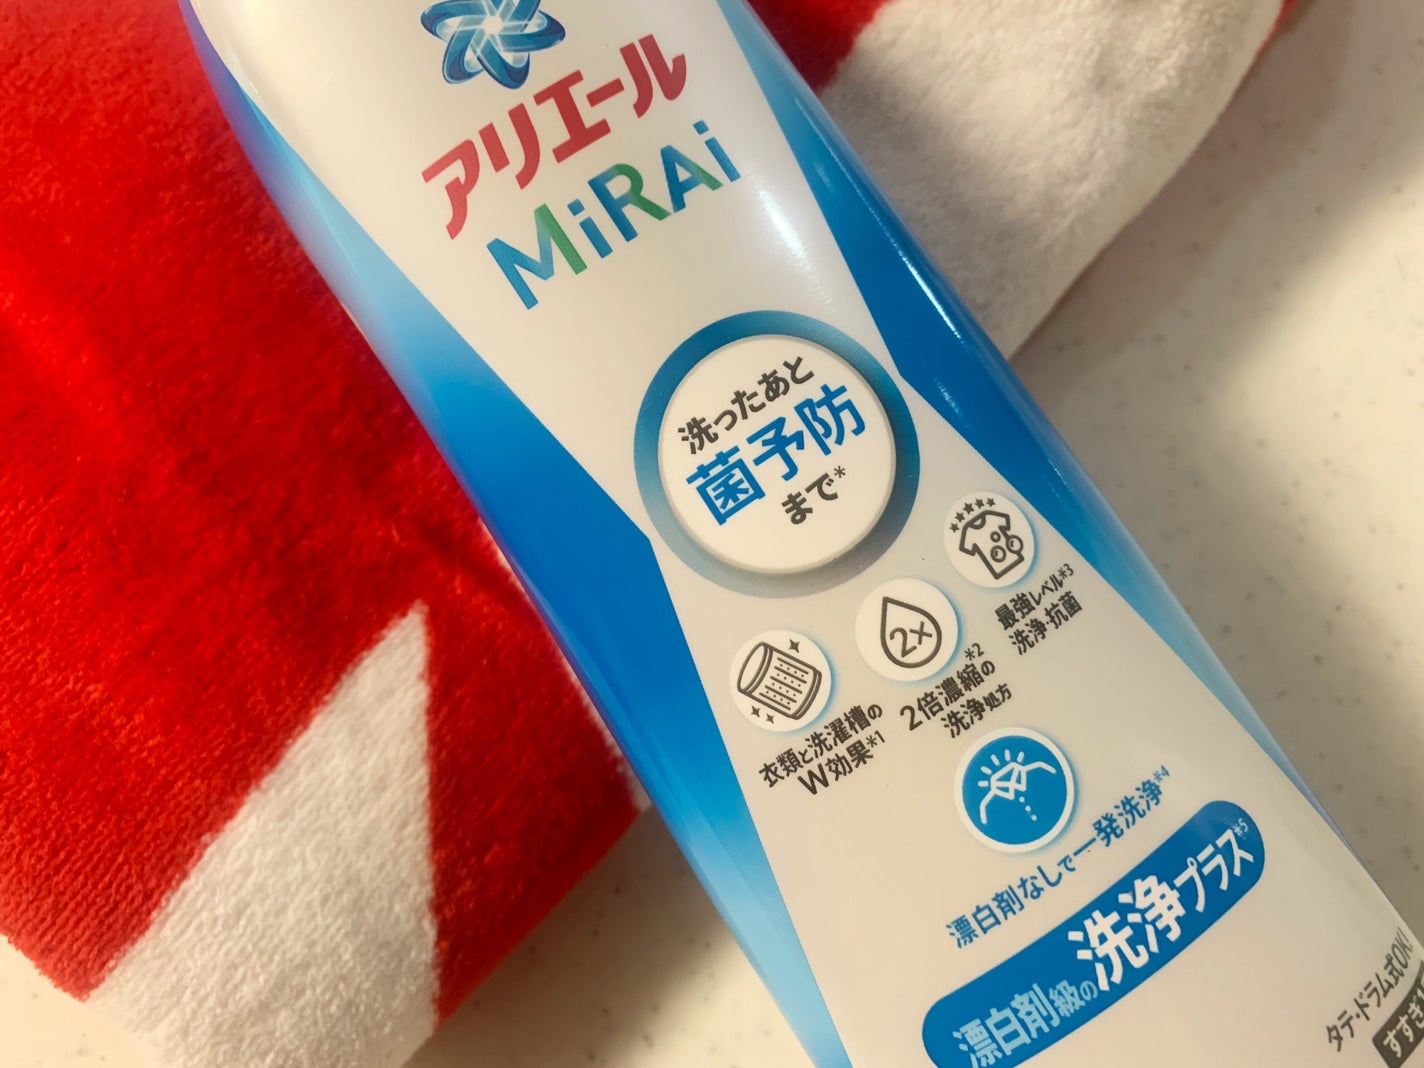 アリエール
MiRAi
洗ったあと
菌予防
まで*
最強レベル*3
洗浄・抗菌
2x
2倍濃縮の*2
洗浄処方
衣類と洗濯槽の
W効果*1
漂白剤なしで一発洗浄*4
漂白剤級の洗浄プラス*5
タテ・ドラム式OK!
すすぎ1